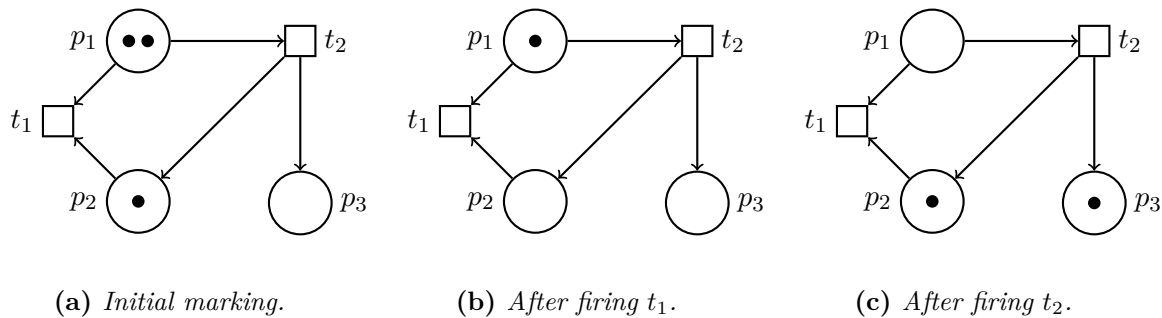 p₁ t₂ p₁ t₂ p₁ t₂
t₁ t₁ t₁
p₂ p₃ p₂ p₃ p₂ p₃
(a) Initial marking. (b) After firing t₁. (c) After firing t₂.